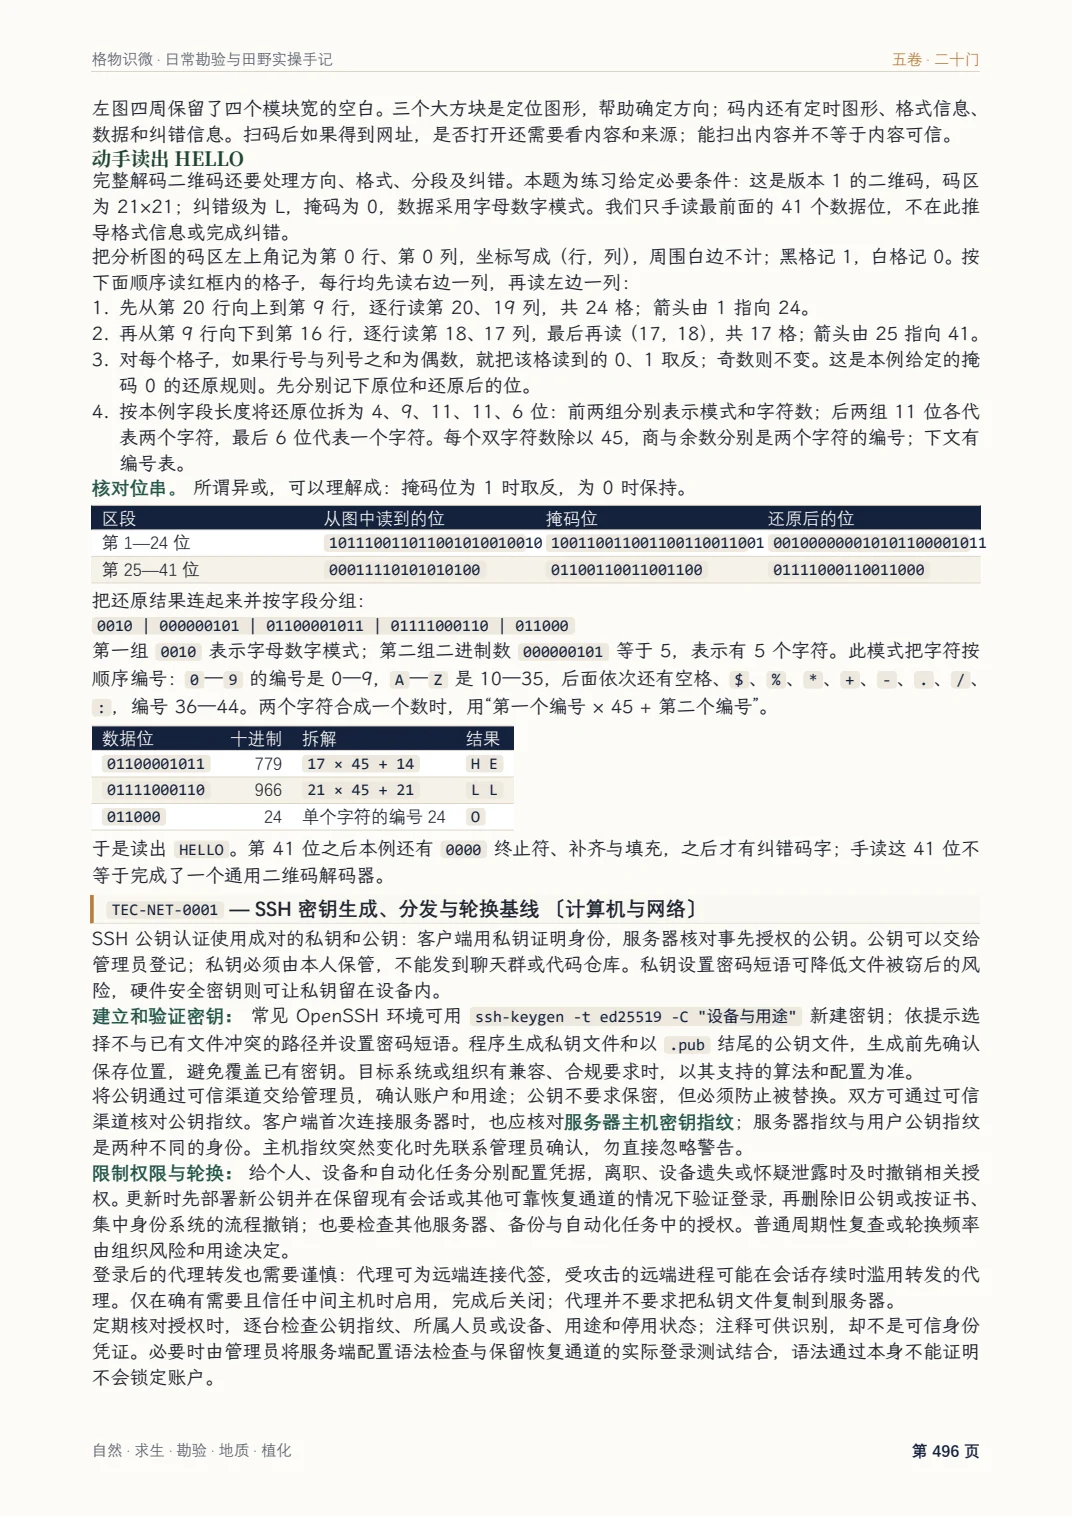 格物识微 · 日常勘验与田野实操手记
五卷 · 二十门
左图四周保留了四个模块宽的空白。三个大方块是定位图形，帮助确定方向；码内还有定时图形、格式信息、
数据和纠错信息。扫码后如果得到网址，是否打开还需要看内容和来源；能扫出内容并不等于内容可信。
动手读出 HELLO
完整解码二维码还要处理方向、格式、分段及纠错。本题为练习给定必要条件：这是版本 1 的二维码，码区
为 21×21；纠错级为 L，掩码为 0，数据采用字母数字模式。我们只手读最前面的 41 个数据位，不在此推
导格式信息或完成纠错。
把分析图的码区左上角记为第 0 行、第 0 列，坐标写成（行，列），周围白边不计；黑格记 1，白格记 0。按
下面顺序读红框内的格子，每行均先读右边一列，再读左边一列：
1. 先从第 20 行向上到第 9 行，逐行读第 20、19 列，共 24 格；箭头由 1 指向 24。
2. 再从第 9 行向下到第 16 行，逐行读第 18、17 列，最后再读（17，18），共 17 格；箭头由 25 指向 41。
3. 对每个格子，如果行号与列号之和为偶数，就把该格读到的 0、1 取反；奇数则不变。这是本例给定的掩
码 0 的还原规则。先分别记下原位和还原后的位。
4. 按本例字段长度将还原位拆为 4、9、11、11、6 位：前两组分别表示模式和字符数；后两组 11 位各代
表两个字符，最后 6 位代表一个字符。每个双字符数除以 45，商与余数分别是两个字符的编号；下文有
编号表。
核对位串。 所谓异或，可以理解成：掩码位为 1 时取反，为 0 时保持。
区段 从图中读到的位 掩码位 还原后的位
第 1—24 位 101110011011001010010010 100110011001100110011001 001000000010101100001011
第 25—41 位 00011110101010100 01100110011001100 01111000110011000
把还原结果连起来并按字段分组：
0010 | 000000101 | 01100001011 | 01111000110 | 011000
第一组 0010 表示字母数字模式；第二组二进制数 000000101 等于 5，表示有 5 个字符。此模式把字符按
顺序编号：0—9 的编号是 0—9，A—Z 是 10—35，后面依次还有空格、$、%、*、+、-、.、/、
:，编号 36—44。两个字符合成一个数时，用“第一个编号 × 45 + 第二个编号”。
数据位 十进制 拆解 结果
01100001011 779 17 × 45 + 14 H E
01111000110 966 21 × 45 + 21 L L
011000 24 单个字符的编号 24 O
于是读出 HELLO。第 41 位之后本例还有 0000 终止符、补齐与填充，之后才有纠错码字；手读这 41 位不
等于完成了一个通用二维码解码器。
TEC-NET-0001 — SSH 密钥生成、分发与轮换基线 〔计算机与网络〕
SSH 公钥认证使用成对的私钥和公钥：客户端用私钥证明身份，服务器核对事先授权的公钥。公钥可以交给
管理员登记；私钥必须由本人保管，不能发到聊天群或代码仓库。私钥设置密码短语可降低文件被窃后的风
险，硬件安全密钥则可让私钥留在设备内。
建立和验证密钥： 常见 OpenSSH 环境可用 ssh-keygen -t ed25519 -C "设备与用途" 新建密钥；依提示选
择不与已有文件冲突的路径并设置密码短语。程序生成私钥文件和以 .pub 结尾的公钥文件，生成前先确认
保存位置，避免覆盖已有密钥。目标系统或组织有兼容、合规要求时，以其支持的算法和配置为准。
将公钥通过可信渠道交给管理员，确认账户和用途；公钥不要求保密，但必须防止被替换。双方可通过可信
渠道核对公钥指纹。客户端首次连接服务器时，也应核对服务器主机密钥指纹；服务器指纹与用户公钥指纹
是两种不同的身份。主机指纹突然变化时先联系管理员确认，勿直接忽略警告。
限制权限与轮换： 给个人、设备和自动化任务分别配置凭据，离职、设备遗失或怀疑泄露时及时撤销相关授
权。更新时先部署新公钥并在保留现有会话或其他可靠恢复通道的情况下验证登录，再删除旧公钥或按证书、
集中身份系统的流程撤销；也要检查其他服务器、备份与自动化任务中的授权。普通周期性复查或轮换频率
由组织风险和用途决定。
登录后的代理转发也需要谨慎：代理可为远端连接代签，受攻击的远端进程可能在会话存续时滥用转发的代
理。仅在确有需要且信任中间主机时启用，完成后关闭；代理并不要求把私钥文件复制到服务器。
定期核对授权时，逐台检查公钥指纹、所属人员或设备、用途和停用状态；注释可供识别，却不是可信身份
凭证。必要时由管理员将服务端配置语法检查与保留恢复通道的实际登录测试结合，语法通过本身不能证明
不会锁定账户。
自然 · 求生 · 勘验 · 地质 · 植化
第 496 页